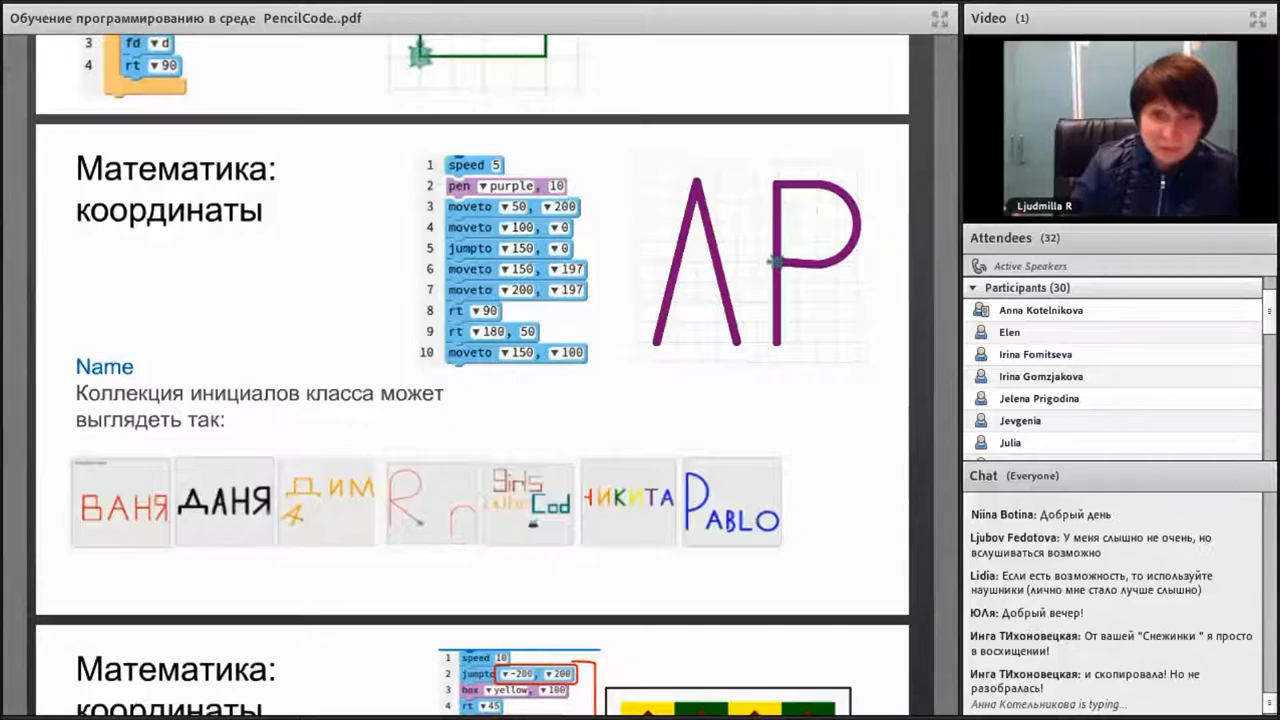 Обучение программированию в среде PencilCode..pdf
3 fd ▼ d
4 rt ▼ 90
Математика:
координаты
1 speed 5
2 pen ▼ purple, 10
3 moveto ▼ 50, ▼ 200
4 moveto ▼ 100, ▼ 0
5 jumpto ▼ 150, ▼ 0
6 moveto ▼ 150, ▼ 197
7 moveto ▼ 200, ▼ 197
8 rt ▼ 90
9 rt ▼ 180, 50
10 moveto ▼ 150, ▼ 100
АР
Name
Коллекция инициалов класса может
выглядеть так:
ВАНЯ
ДАНЯ
ДИМ
А
R n
girls
Cod
НИКИТА
PABLO
Математика:
координаты
1 speed 10
2 jumpto ▼ -200, ▼ 200
3 box ▼ yellow, ▼ 100
4 rt ▼ 45
Video (1)
Ljudmilla R
Attendees (32)
Active Speakers
Participants (30)
Anna Kotelnikova
Elen
Irina Fomitseva
Irina Gomzjakova
Jelena Prigodina
Jevgenia
Julia
Chat (Everyone)
Niina Botina: Добрый день
Ljubov Fedotova: У меня слышно не очень, но
вслушиваться возможно
Lidia: Если есть возможность, то используйте
наушники (лично мне стало лучше слышно)
ЮЛя: Добрый вечер!
Инга ТИхоновецкая: От вашей "Снежинки " я просто
в восхищении!
Инга ТИхоновецкая: и скопировала! Но не
разобралась!
Анна Котельникова is typing...